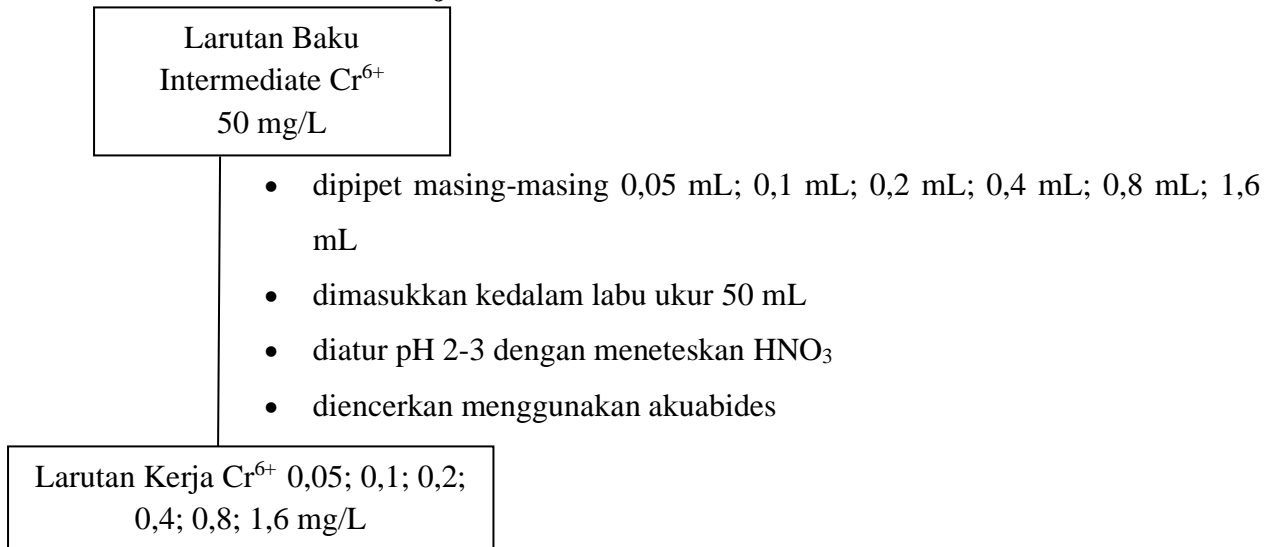 Larutan Baku
Intermediate Cr⁶⁺
50 mg/L
• dipipet masing-masing 0,05 mL; 0,1 mL; 0,2 mL; 0,4 mL; 0,8 mL; 1,6
mL
• dimasukkan kedalam labu ukur 50 mL
• diatur pH 2-3 dengan meneteskan HNO₃
• diencerkan menggunakan akuabides
Larutan Kerja Cr⁶⁺ 0,05; 0,1; 0,2;
0,4; 0,8; 1,6 mg/L